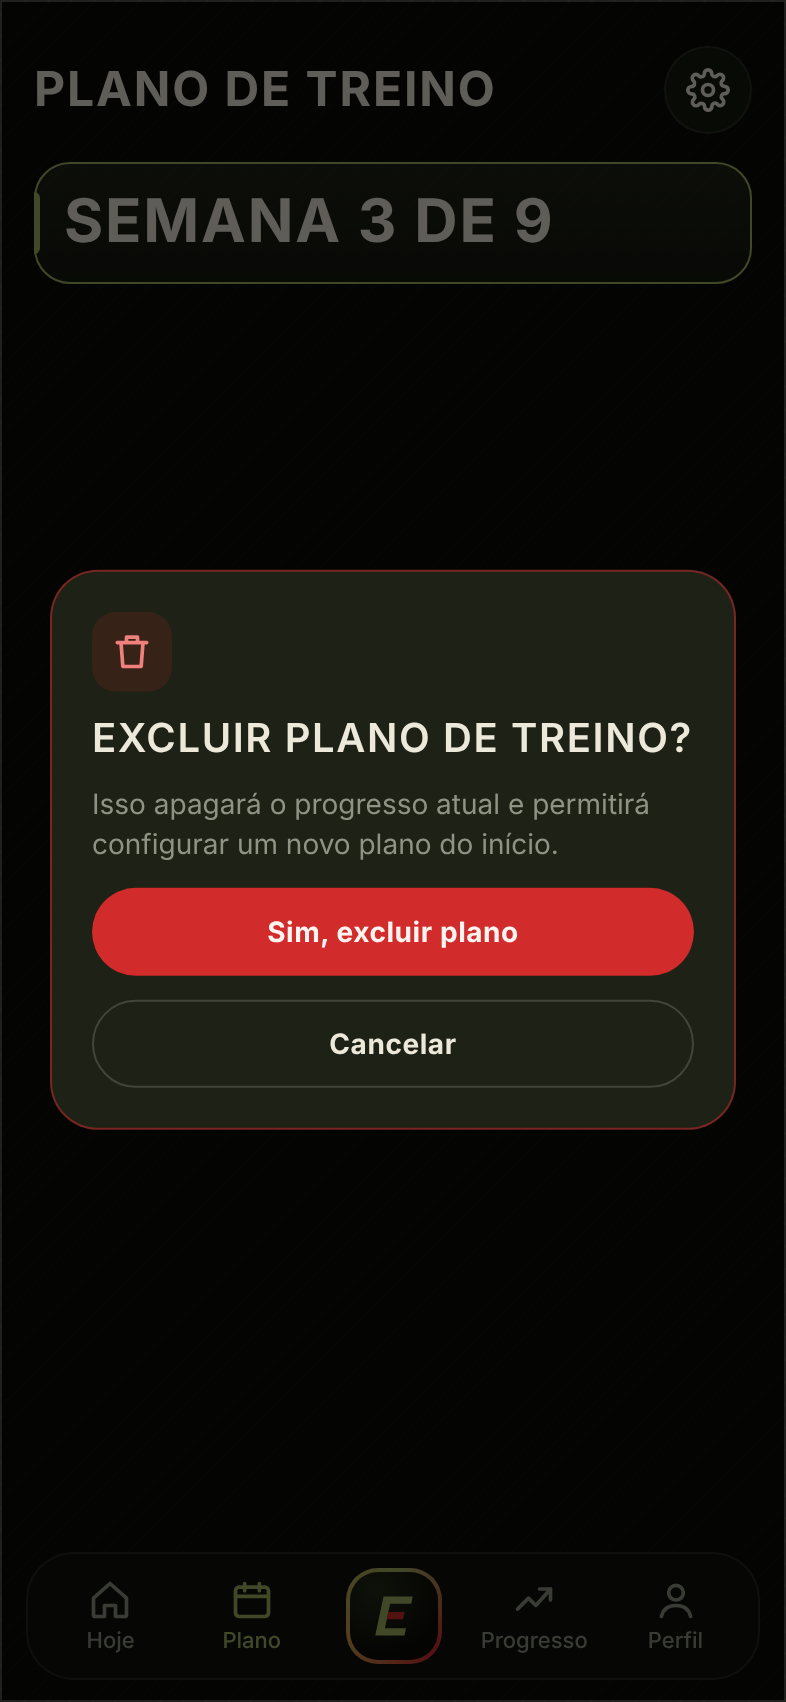 PLANO DE TREINO
SEMANA 3 DE 9
EXCLUIR PLANO DE TREINO?
Isso apagará o progresso atual e permitirá
configurar um novo plano do início.
Sim, excluir plano
Cancelar
Hoje
Plano
E
Progresso
Perfil